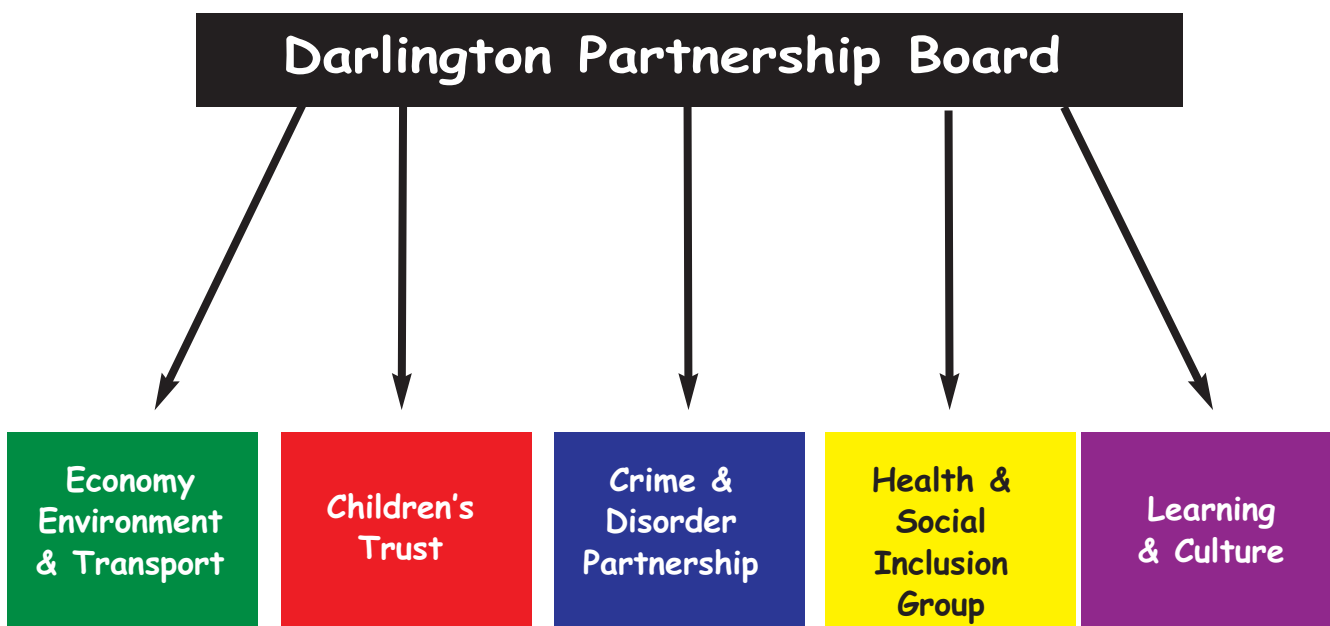 Darlington Partnership Board
Economy
Environment
& Transport
Children's
Trust
Crime &
Disorder
Partnership
Health &
Social
Inclusion
Group
Learning
& Culture